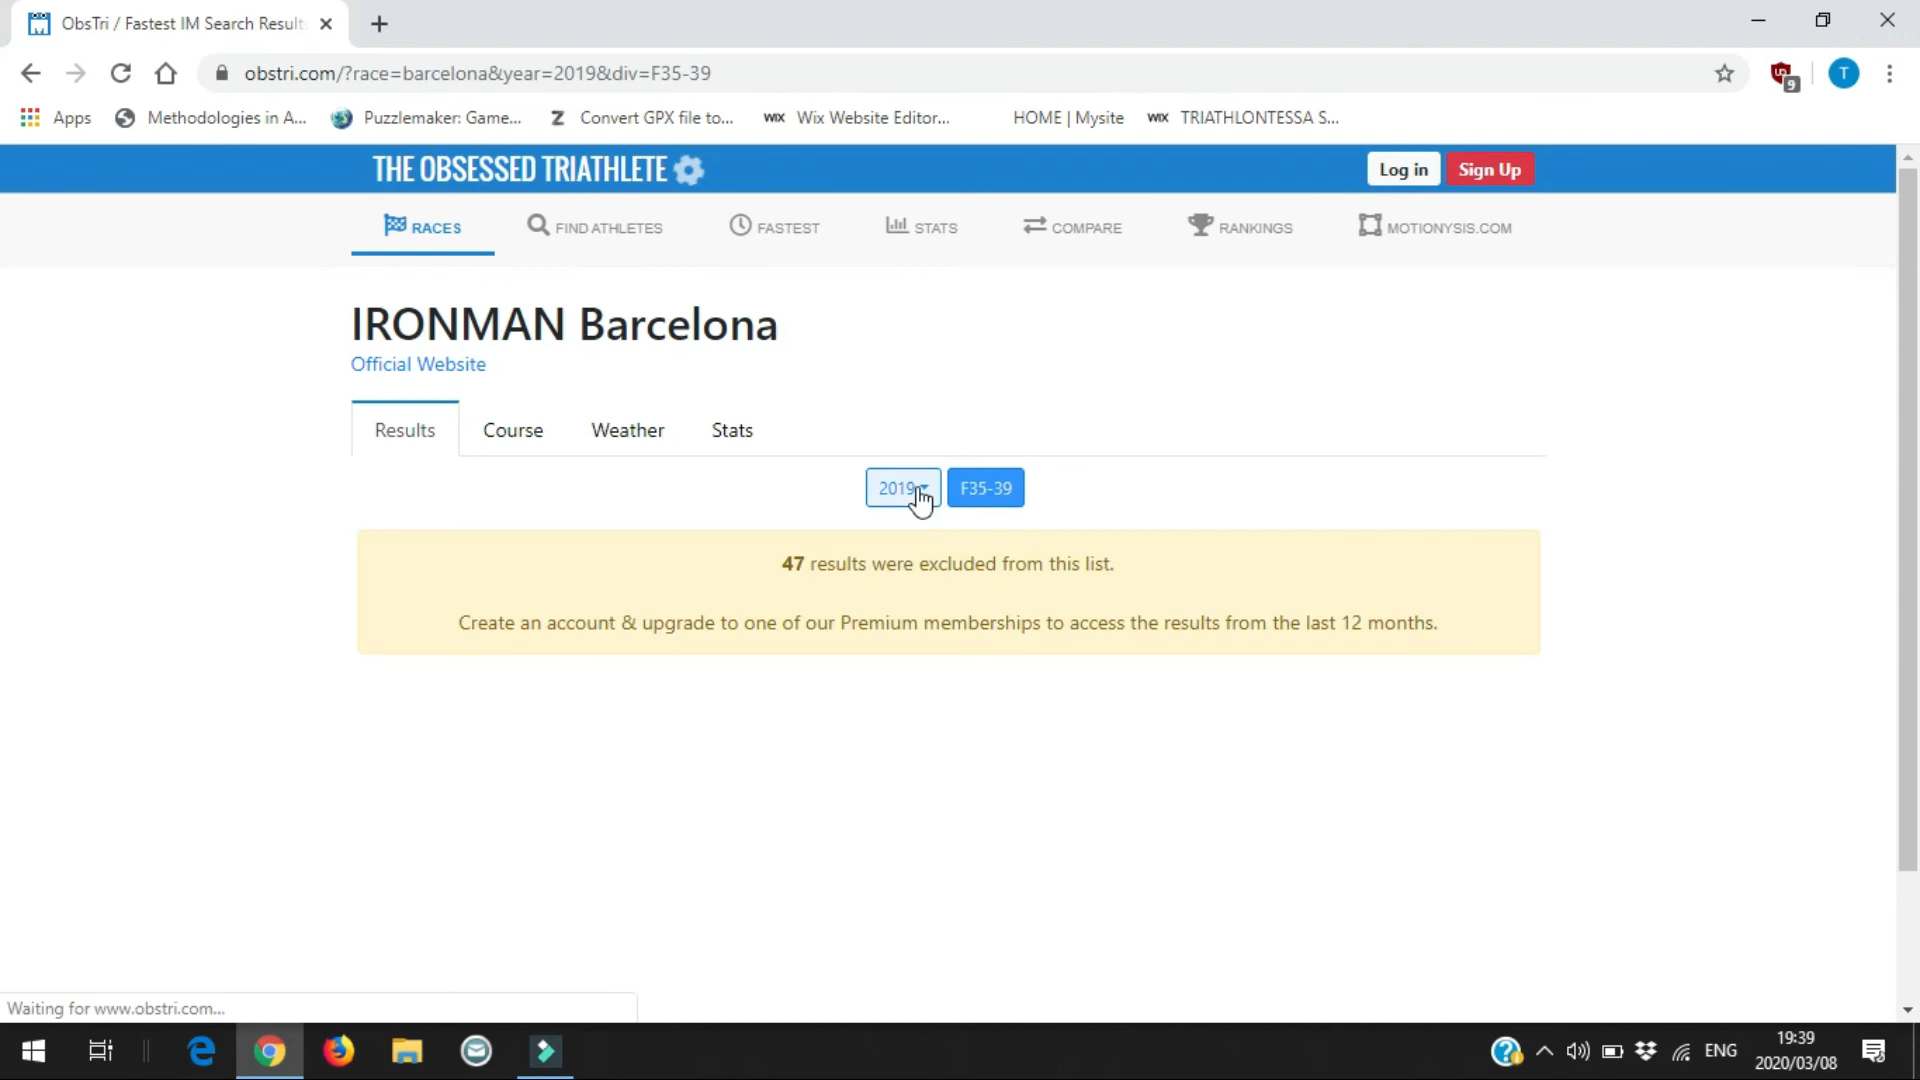 ObsTri / Fastest IM Search Result
obstri.com/?race=barcelona&year=2019&div=F35-39
9
T
Apps
Methodologies in A...
Puzzlemaker: Game...
Z Convert GPX file to...
WIX Wix Website Editor...
HOME | Mysite
WIX TRIATHLONTESSA S...
THE OBSESSED TRIATHLETE
Log in
Sign Up
RACES
FIND ATHLETES
FASTEST
STATS
COMPARE
RANKINGS
MOTIONYSIS.COM
IRONMAN Barcelona
Official Website
Results
Course
Weather
Stats
2019
F35-39
47 results were excluded from this list.
Create an account & upgrade to one of our Premium memberships to access the results from the last 12 months.
Waiting for www.obstri.com...
ENG
19:39
2020/03/08